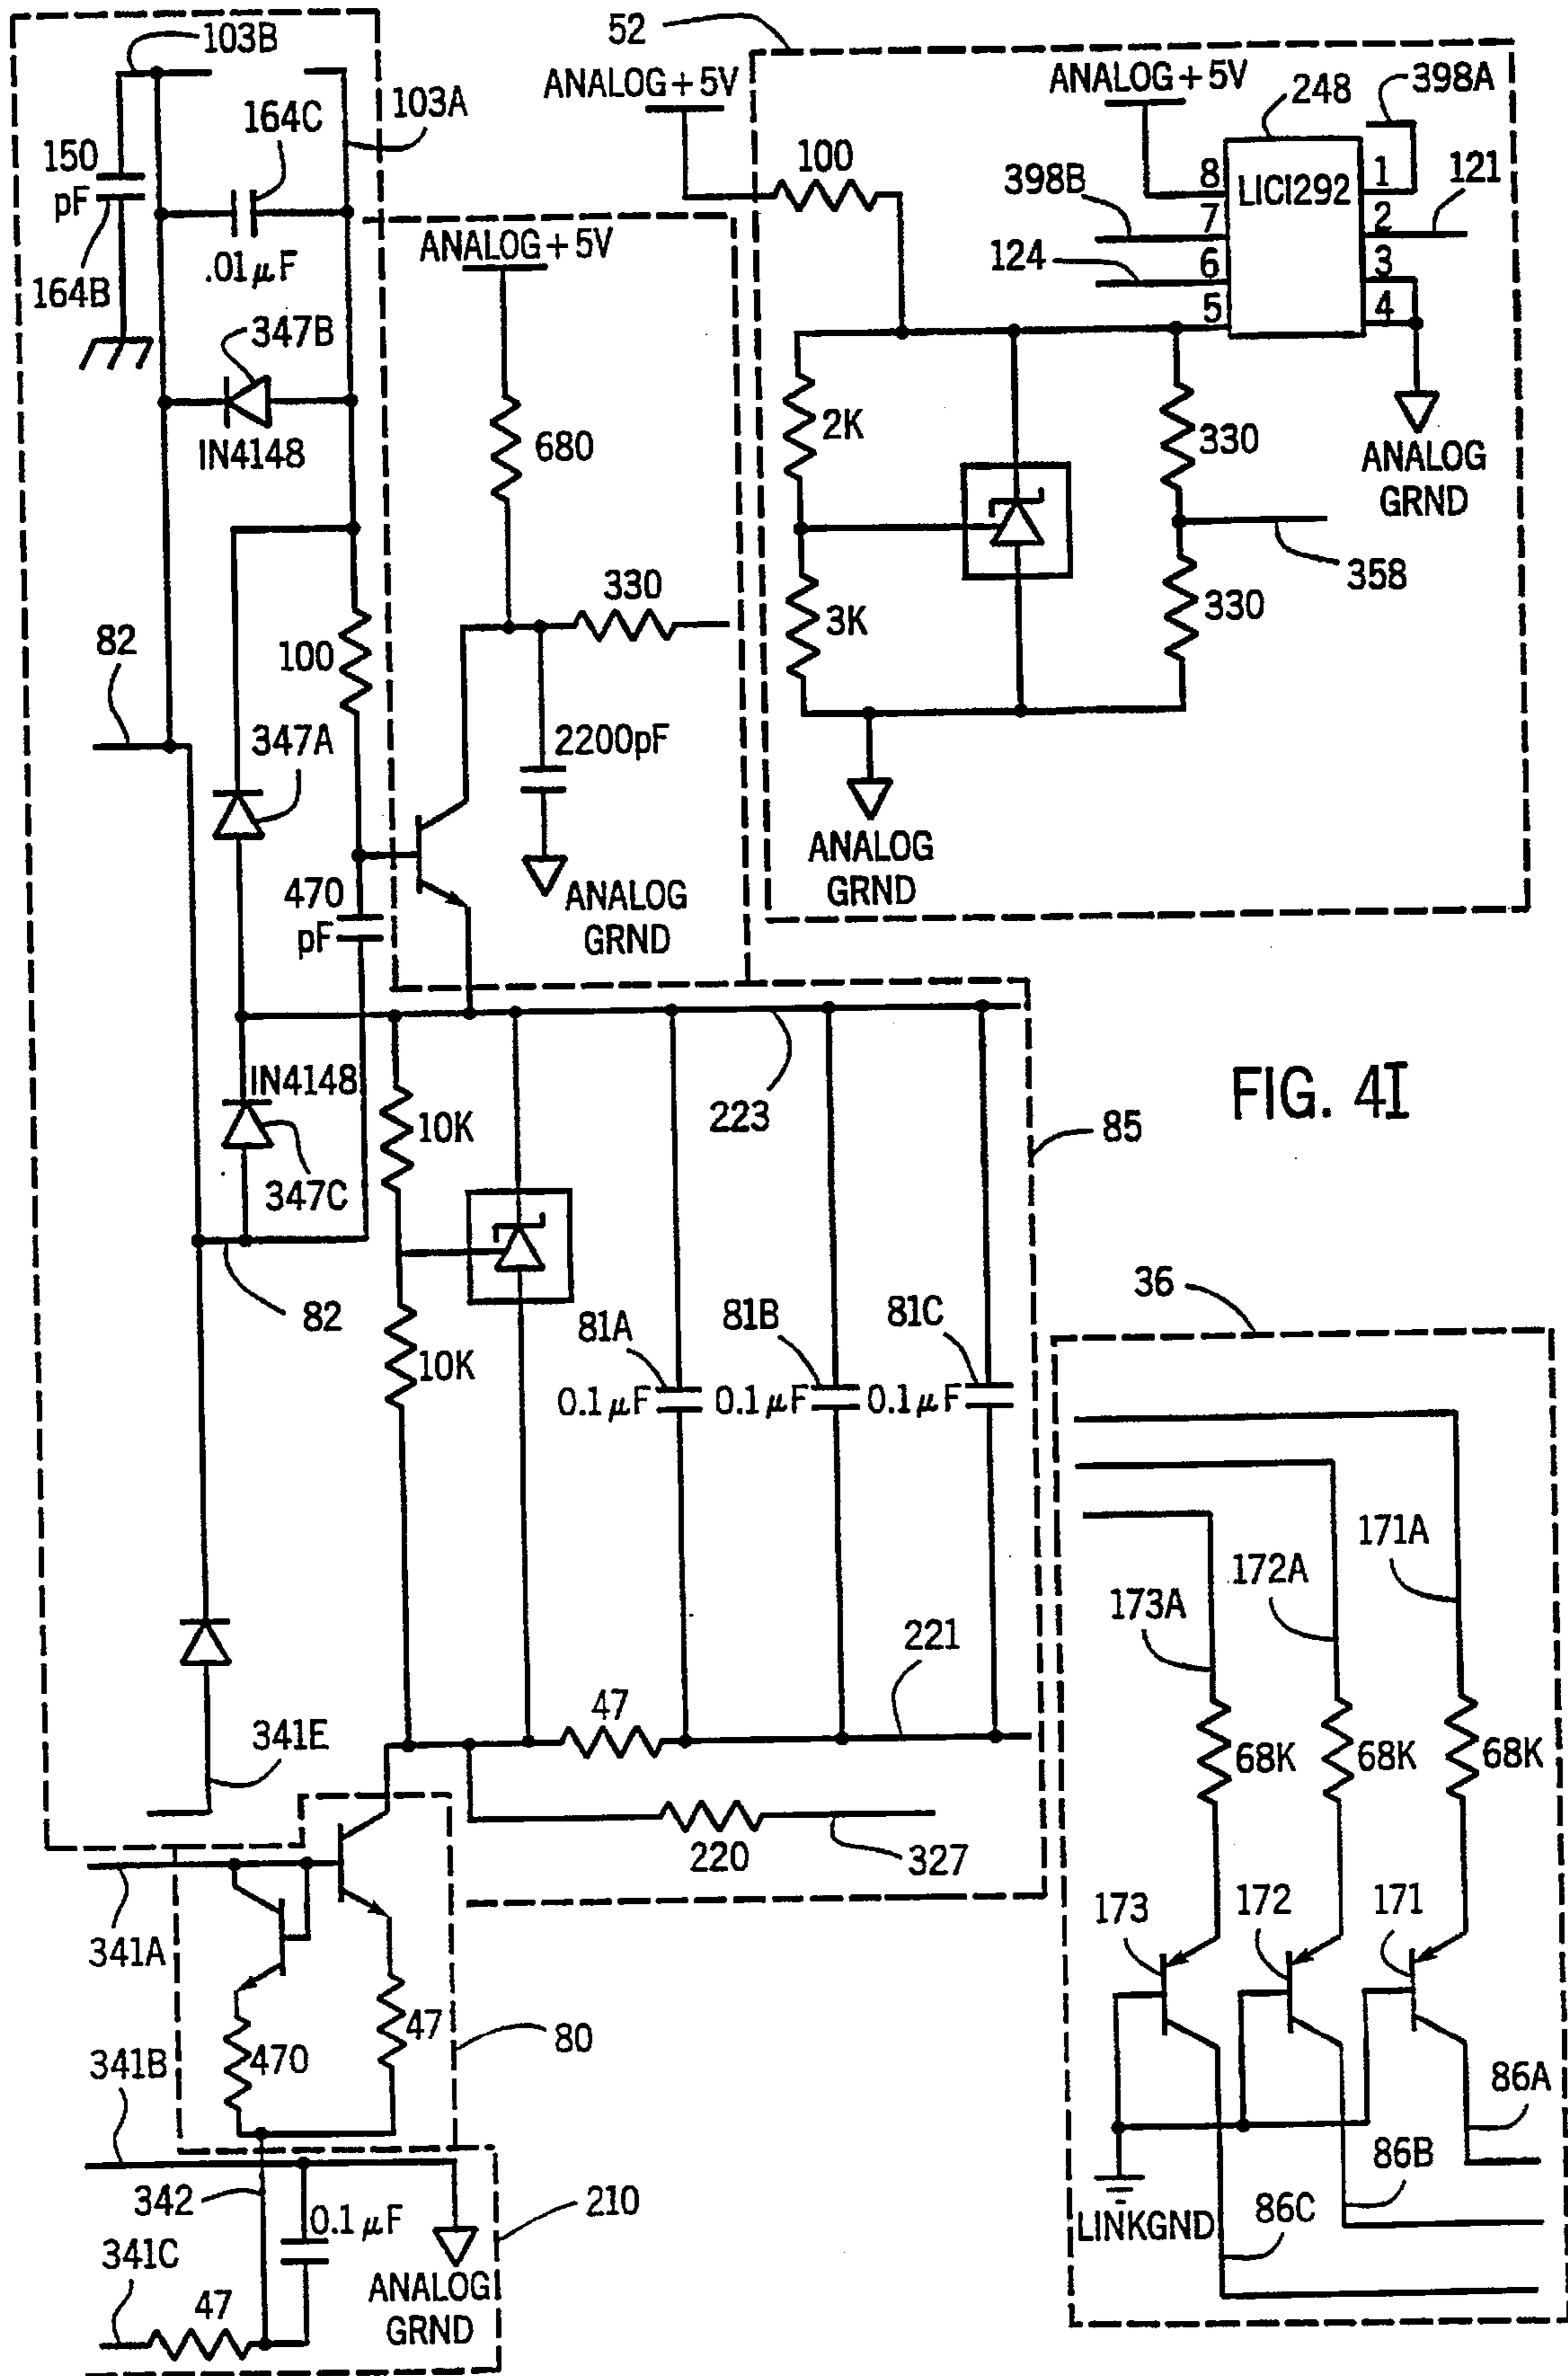 103B
52
ANALOG+5V
ANALOG+5V
248
398A
164C
103A
150
pF
100
8
LICI292
1
121
398B
7
2
ANALOG+5V
124
6
3
.01μF
164B
5
4
347B
2K
330
ANALOG
GRND
IN4148
680
358
330
3K
330
82
100
347A
2200pF
ANALOG
GRND
470
pF
ANALOG
GRND
IN4148
223
85
FIG. 4I
10K
347C
82
36
81A
81B
81C
10K
0.1μF
0.1μF
0.1μF
171A
172A
173A
221
47
341E
68K
68K
68K
220
327
173
172
171
341A
80
47
470
341B
86A
86B
342
0.1μF
210
LINKGND
86C
341C
47
ANALOG
GRND